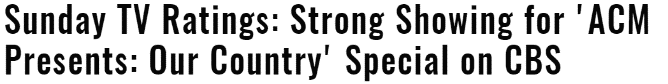 Sunday TV Ratings: Strong Showing for 'ACM
Presents: Our Country' Special on CBS